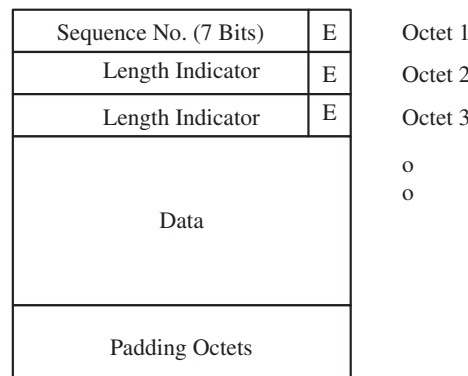 Sequence No. (7 Bits) E Octet 1
Length Indicator E Octet 2
Length Indicator E Octet 3
o
o
Data
Padding Octets